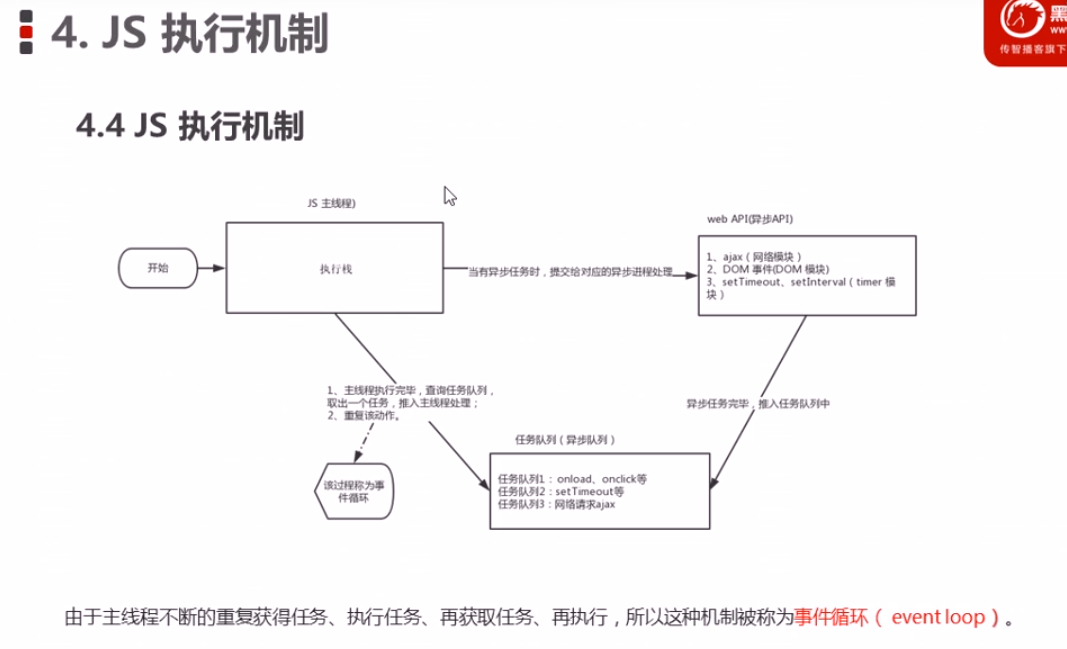 4. JS 执行机制
传智播客旗下
4.4 JS 执行机制
JS 主线程)
web API(异步API)
开始
执行栈
当有异步任务时，提交给对应的异步进程处理
1、ajax（网络模块）
2、DOM 事件(DOM 模块)
3、setTimeout、setInterval（timer 模
块）
1、主线程执行完毕，查询任务队列，
取出一个任务，推入主线程处理；
2、重复该动作。
异步任务完毕，推入任务队列中
任务队列（异步队列）
该过程称为事
件循环
任务队列1： onload、onclick等
任务队列2：setTimeout等
任务队列3：网络请求ajax
由于主线程不断的重复获得任务、执行任务、再获取任务、再执行，所以这种机制被称为事件循环（ event loop）。